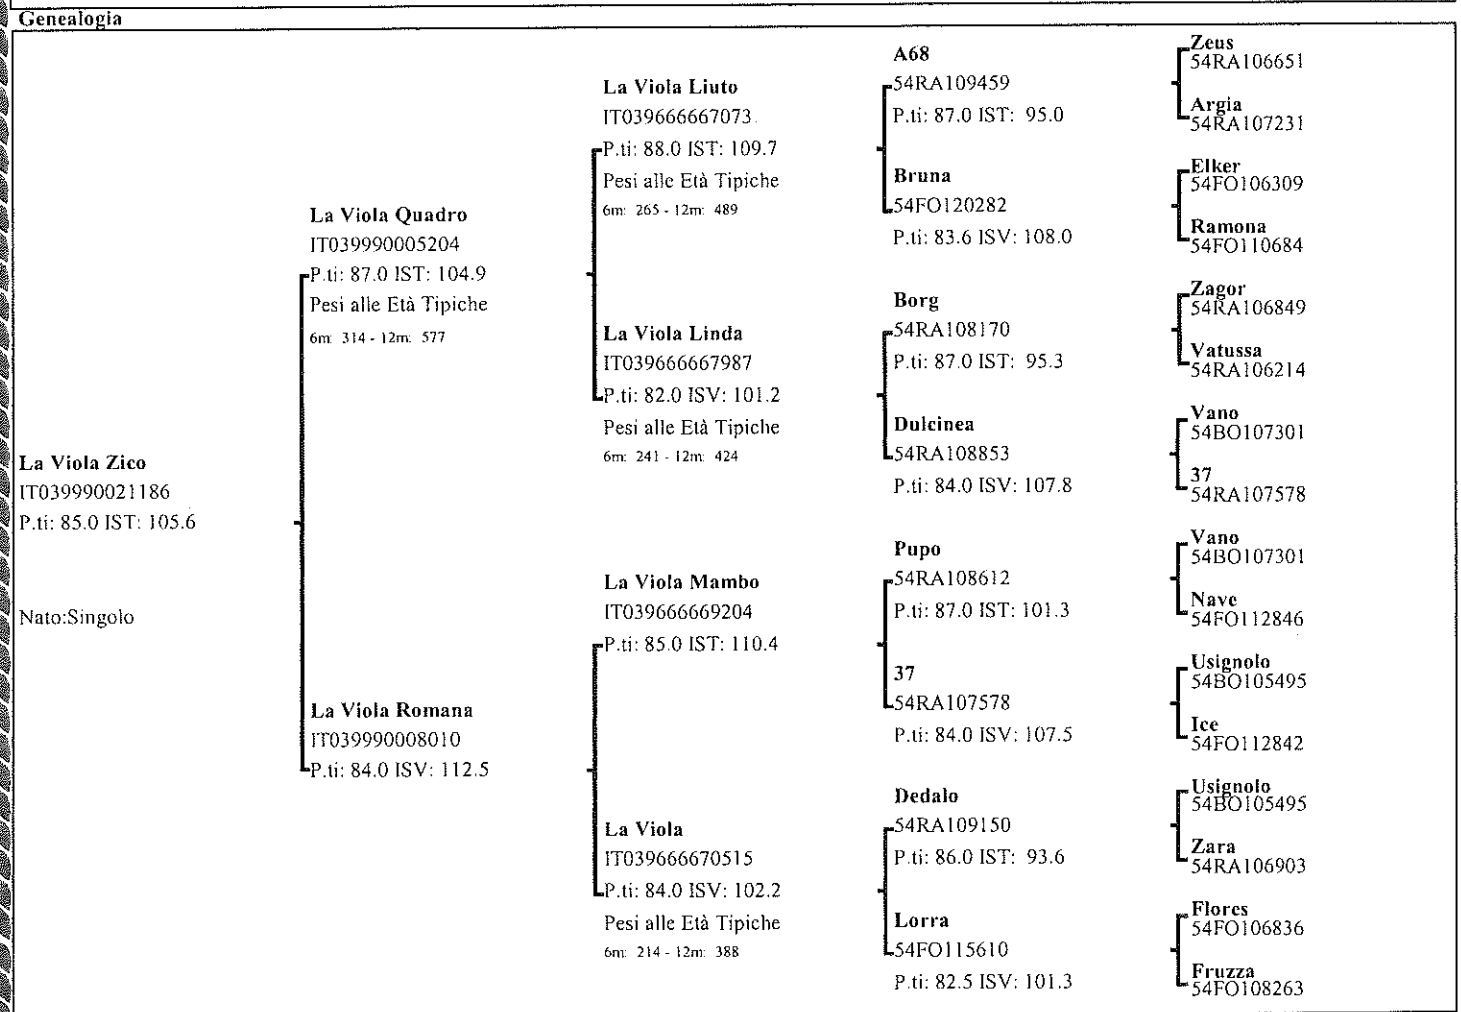 Genealogia
La Viola Zico
IT039990021186
P.ti: 85.0 IST: 105.6
Nato:Singolo
La Viola Quadro
IT039990005204
P.ti: 87.0 IST: 104.9
Pesi alle Età Tipiche
6m: 314 - 12m: 577
La Viola Romana
IT039990008010
P.ti: 84.0 ISV: 112.5
La Viola Liuto
IT039666667073
P.ti: 88.0 IST: 109.7
Pesi alle Età Tipiche
6m: 265 - 12m: 489
La Viola Linda
IT039666667987
P.ti: 82.0 ISV: 101.2
Pesi alle Età Tipiche
6m: 241 - 12m: 424
La Viola Mambo
IT039666669204
P.ti: 85.0 IST: 110.4
La Viola
IT039666670515
P.ti: 84.0 ISV: 102.2
Pesi alle Età Tipiche
6m: 214 - 12m: 388
A68
54RA109459
P.ti: 87.0 IST: 95.0
Bruna
54FO120282
P.ti: 83.6 ISV: 108.0
Borg
54RA108170
P.ti: 87.0 IST: 95.3
Dulcinea
54RA108853
P.ti: 84.0 ISV: 107.8
Pupo
54RA108612
P.ti: 87.0 IST: 101.3
37
54RA107578
P.ti: 84.0 ISV: 107.5
Dedalo
54RA109150
P.ti: 86.0 IST: 93.6
Lorra
54FO115610
P.ti: 82.5 ISV: 101.3
Zeus
54RA106651
Argia
54RA107231
Elker
54FO106309
Ramona
54FO110684
Zagor
54RA106849
Vatussa
54RA106214
Vano
54BO107301
37
54RA107578
Vano
54BO107301
Nave
54FO112846
Usignolo
54BO105495
Ice
54FO112842
Usignolo
54BO105495
Zara
54RA106903
Flores
54FO106836
Fruzza
54FO108263